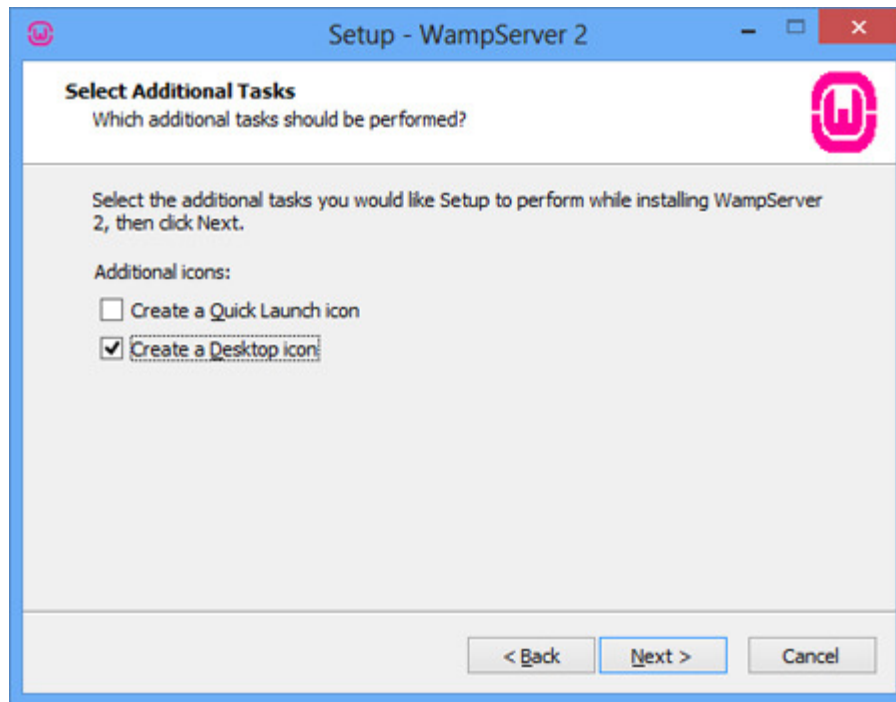 Setup - WampServer 2
Select Additional Tasks
Which additional tasks should be performed?
Select the additional tasks you would like Setup to perform while installing WampServer
2, then click Next.
Additional icons:
Create a Quick Launch icon
Create a Desktop icon
< Back Next > Cancel